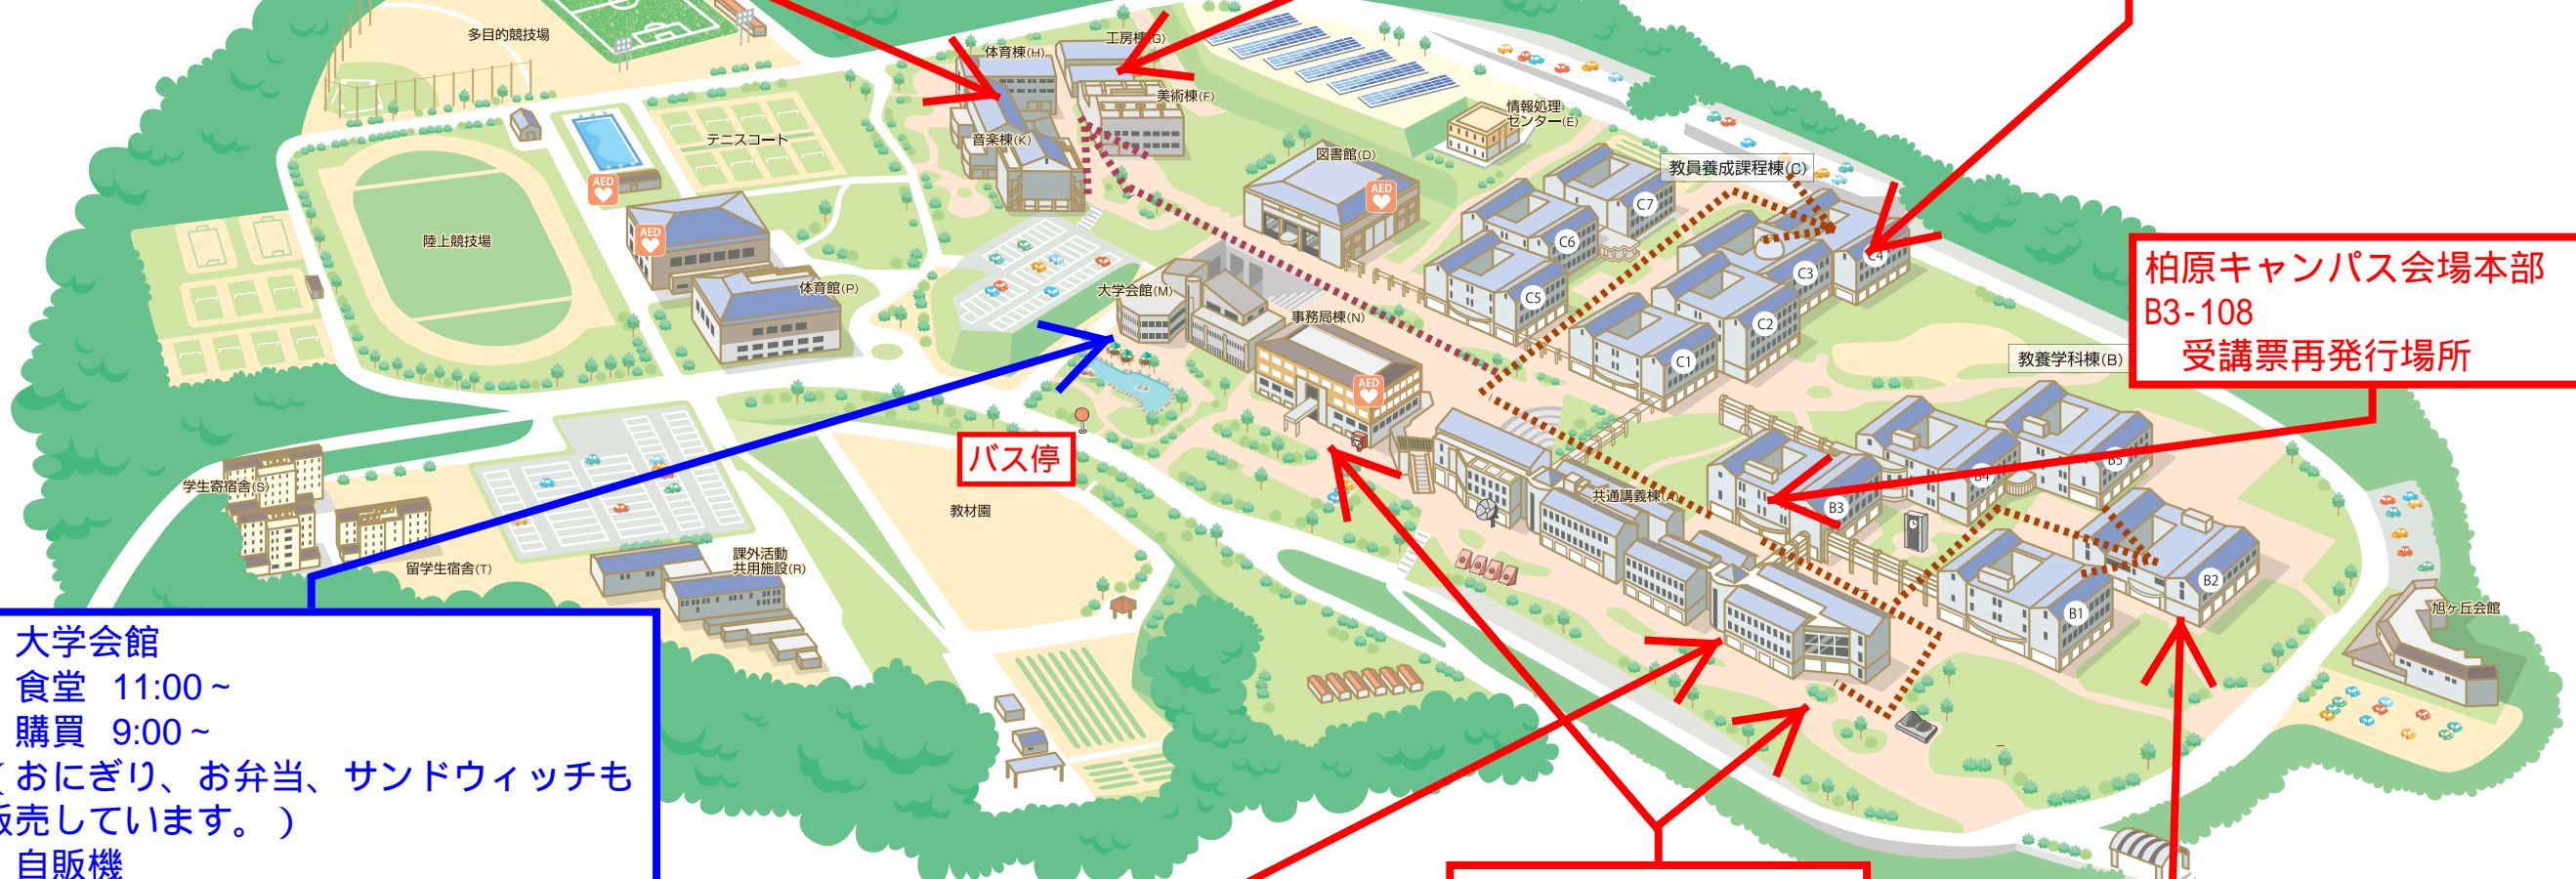 多目的競技場
体育棟(H)
工房棟(G)
美術棟(F)
音楽棟(K)
テニスコート
情報処理
センター(E)
図書館(D)
AED
AED
AED
AED
教員養成課程棟(C)
C7
C6
C5
C4
C3
C2
C1
陸上競技場
体育館(P)
大学会館(M)
事務局棟(N)
柏原キャンパス会場本部
B3-108
受講票再発行場所
教養学科棟(B)
バス停
B5
B4
B3
B2
B1
共通講義棟(A)
学生寄宿舎(S)
留学生宿舎(T)
課外活動
共用施設(R)
教材園
旭ヶ丘会館
大学会館
食堂 11:00~
購買 9:00~
(おにぎり、お弁当、サンドウィッチも
販売しています。)
自販機